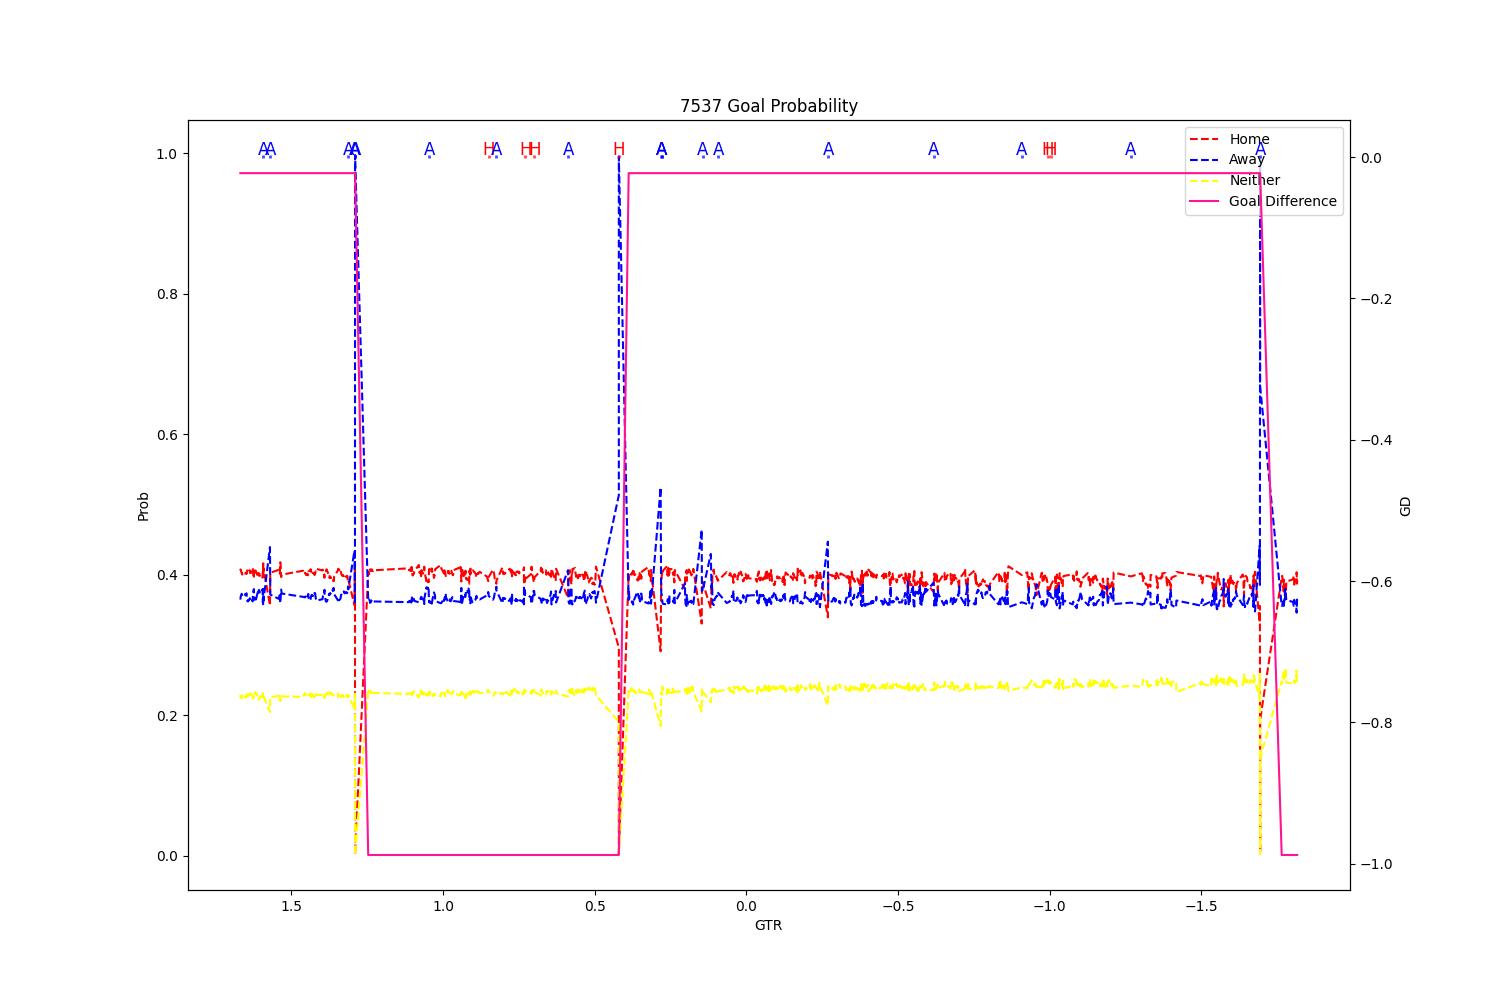 7537 Goal Probability
A A A A A A H A H H A H A A A A A A A H H A A
Home
Away
Neither
Goal Difference
1.0
0.8
0.6
0.4
0.2
0.0
Prob
0.0
−0.2
−0.4
−0.6
−0.8
−1.0
GD
1.5 1.0 0.5 0.0 −0.5 −1.0 −1.5
GTR